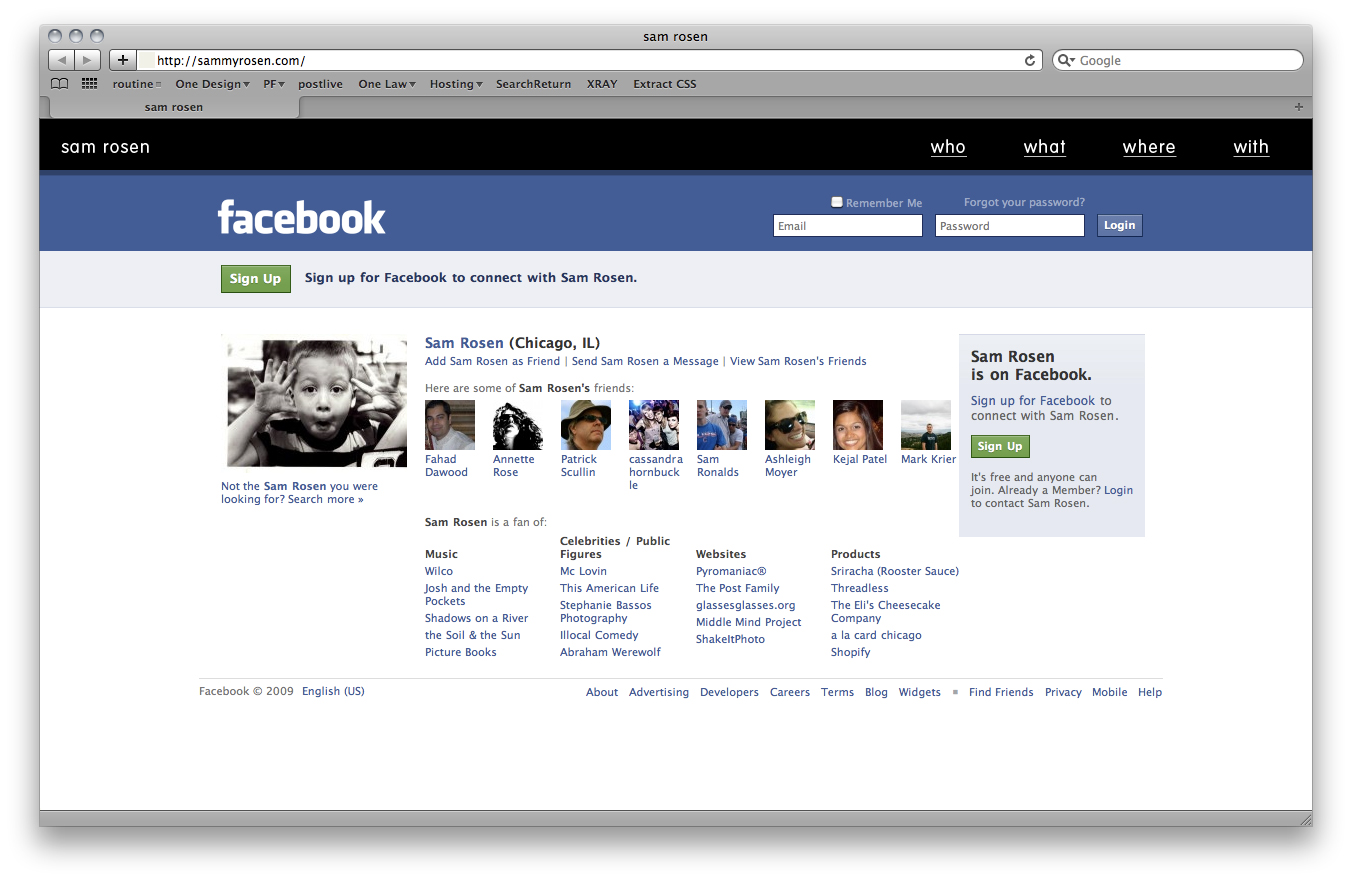 sam rosen
http://sammyrosen.com/
Google
routine One Design PF postlive One Law Hosting SearchReturn XRAY Extract CSS
sam rosen
sam rosen
who what where with
facebook
Remember Me Forgot your password?
Email Password Login
Sign Up Sign up for Facebook to connect with Sam Rosen.
Not the Sam Rosen you were
looking for? Search more »
Sam Rosen (Chicago, IL)
Add Sam Rosen as Friend | Send Sam Rosen a Message | View Sam Rosen's Friends
Here are some of Sam Rosen's friends:
Fahad
Dawood
Annette
Rose
Patrick
Scullin
cassandra
hornbuck
le
Sam
Ronalds
Ashleigh
Moyer
Kejal Patel
Mark Krier
Sam Rosen is a fan of:
Music
Wilco
Josh and the Empty
Pockets
Shadows on a River
the Soil & the Sun
Picture Books
Celebrities / Public
Figures
Mc Lovin
This American Life
Stephanie Bassos
Photography
Illocal Comedy
Abraham Werewolf
Websites
Pyromaniac®
The Post Family
glassesglasses.org
Middle Mind Project
ShakeItPhoto
Products
Sriracha (Rooster Sauce)
Threadless
The Eli's Cheesecake
Company
a la card chicago
Shopify
Sam Rosen
is on Facebook.
Sign up for Facebook to
connect with Sam Rosen.
Sign Up
It's free and anyone can
join. Already a Member? Login
to contact Sam Rosen.
Facebook © 2009 English (US)
About Advertising Developers Careers Terms Blog Widgets ▪ Find Friends Privacy Mobile Help